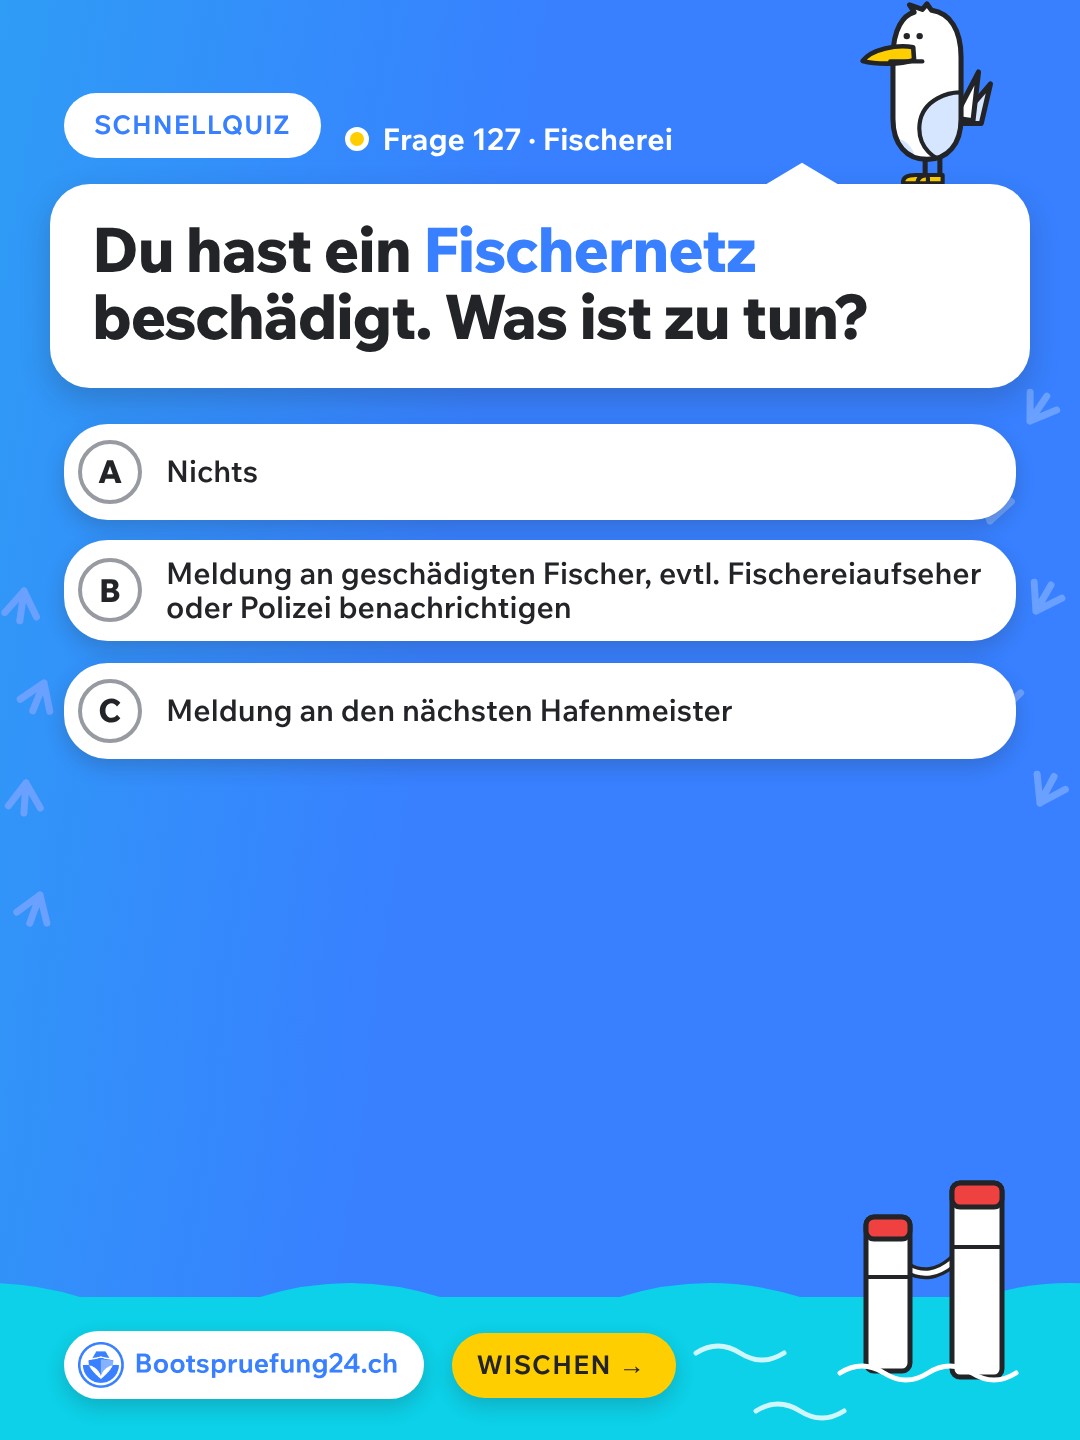 SCHNELLQUIZ
Frage 127 · Fischerei
Du hast ein Fischernetz
beschädigt. Was ist zu tun?
A Nichts
B Meldung an geschädigten Fischer, evtl. Fischereiaufseher
oder Polizei benachrichtigen
C Meldung an den nächsten Hafenmeister
Bootspruefung24.ch
WISCHEN →